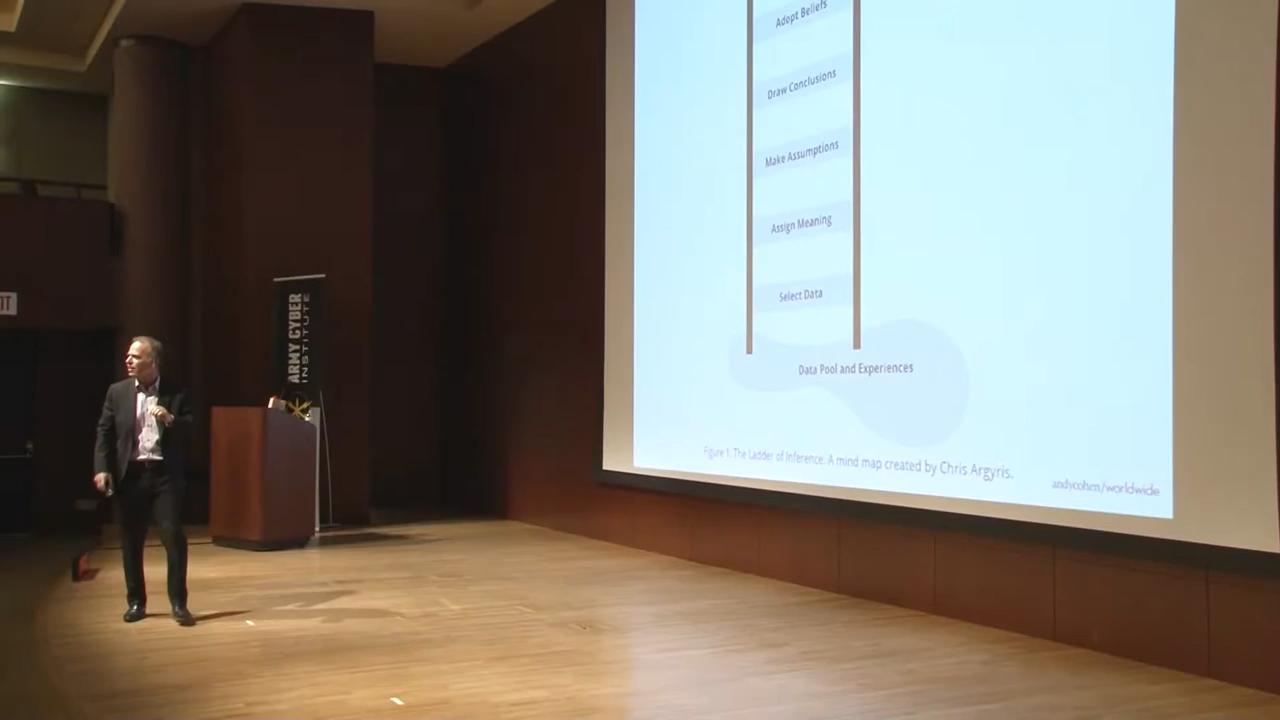 Adopt Beliefs
Draw Conclusions
Make Assumptions
Assign Meaning
Select Data
Data Pool and Experiences
Figure 1. The Ladder of Inference. A mind map created by Chris Argyris.
andycohen/worldwide
ARMY CYBER
INSTITUTE
IT